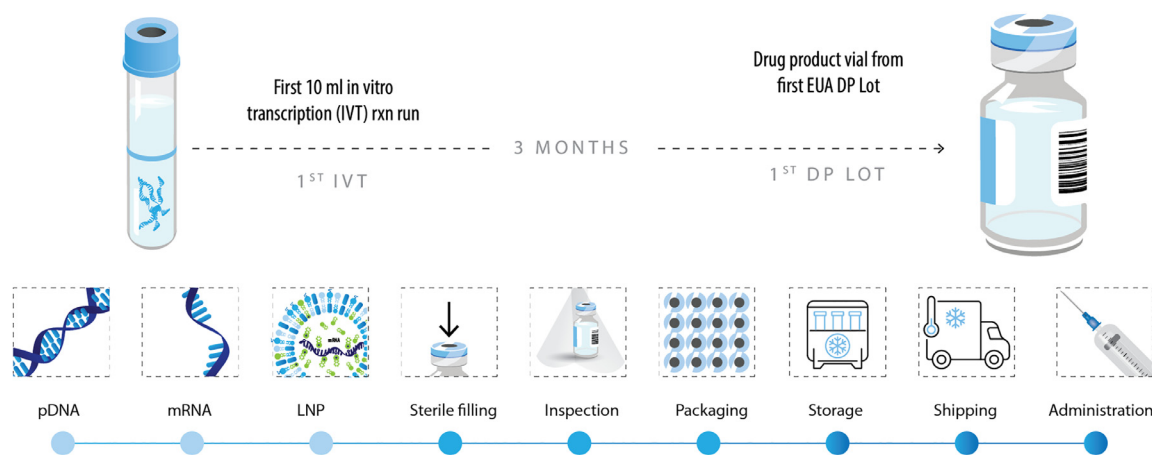 First 10 ml in vitro
transcription (IVT) rxn run
Drug product vial from
first EUA DP Lot
3 MONTHS
1ST IVT
1ST DP LOT
mRNA
pDNA
mRNA
LNP
Sterile filling
Inspection
Packaging
Storage
Shipping
Administration